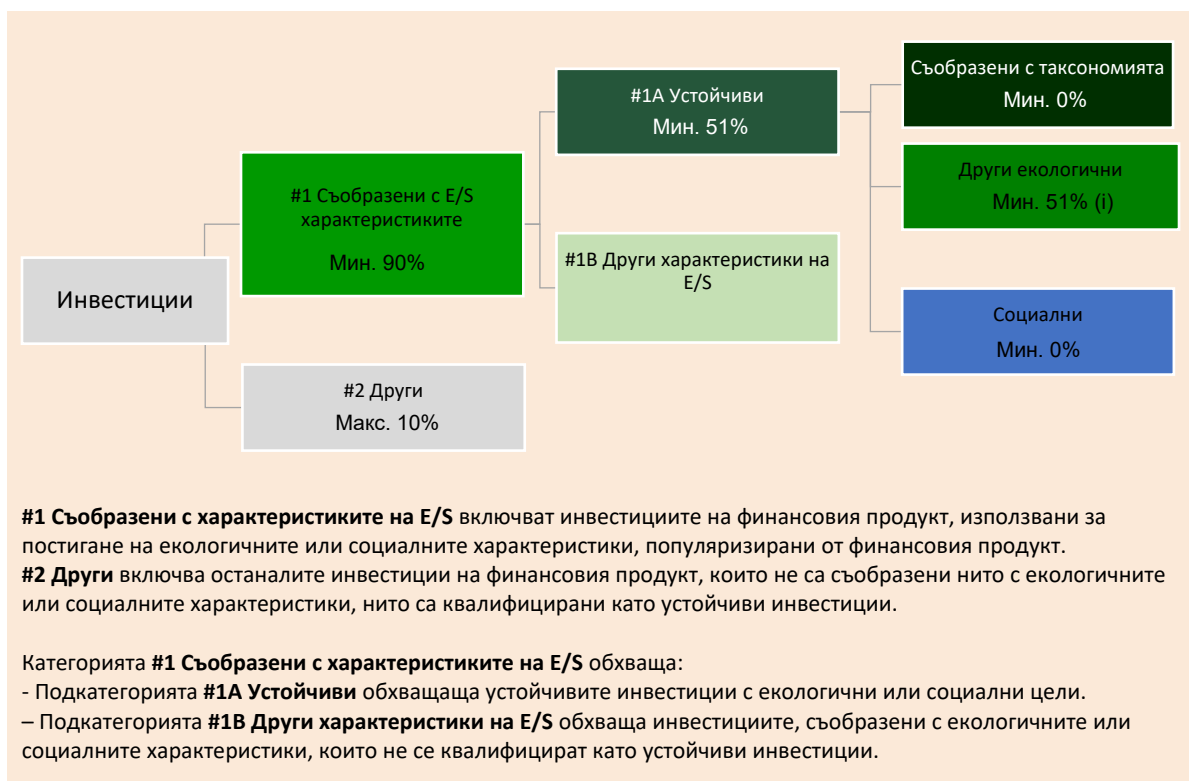 Инвестиции
#1 Съобразени с E/S
характеристиките
Мин. 90%
#2 Други
Макс. 10%
#1A Устойчиви
Мин. 51%
#1B Други характеристики на
E/S
Съобразени с таксономията
Мин. 0%
Други екологични
Мин. 51% (i)
Социални
Мин. 0%
#1 Съобразени с характеристиките на E/S включват инвестициите на финансовия продукт, използвани за
постигане на екологичните или социалните характеристики, популяризирани от финансовия продукт.
#2 Други включва останалите инвестиции на финансовия продукт, които не са съобразени нито с екологичните
или социалните характеристики, нито са квалифицирани като устойчиви инвестиции.
Категорията #1 Съобразени с характеристиките на E/S обхваща:
- Подкатегорията #1A Устойчиви обхващаща устойчивите инвестиции с екологични или социални цели.
– Подкатегорията #1B Други характеристики на E/S обхваща инвестициите, съобразени с екологичните или
социалните характеристики, които не се квалифицират като устойчиви инвестиции.